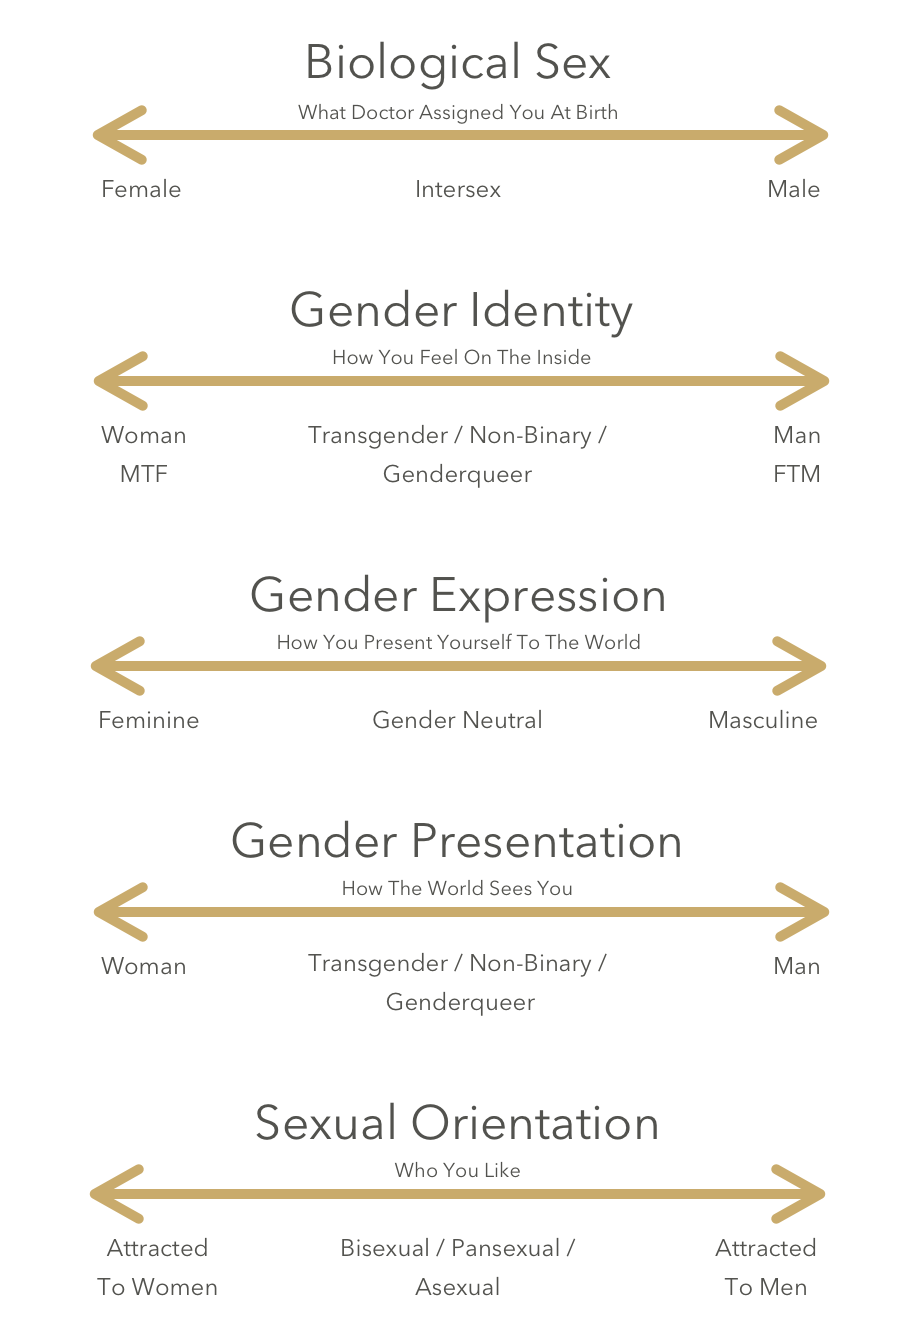 Biological Sex
What Doctor Assigned You At Birth
Female Intersex Male
Gender Identity
How You Feel On The Inside
Woman Transgender / Non-Binary / Man
MTF Genderqueer FTM
Gender Expression
How You Present Yourself To The World
Feminine Gender Neutral Masculine
Gender Presentation
How The World Sees You
Woman Transgender / Non-Binary / Man
Genderqueer
Sexual Orientation
Who You Like
Attracted Bisexual / Pansexual / Attracted
To Women Asexual To Men